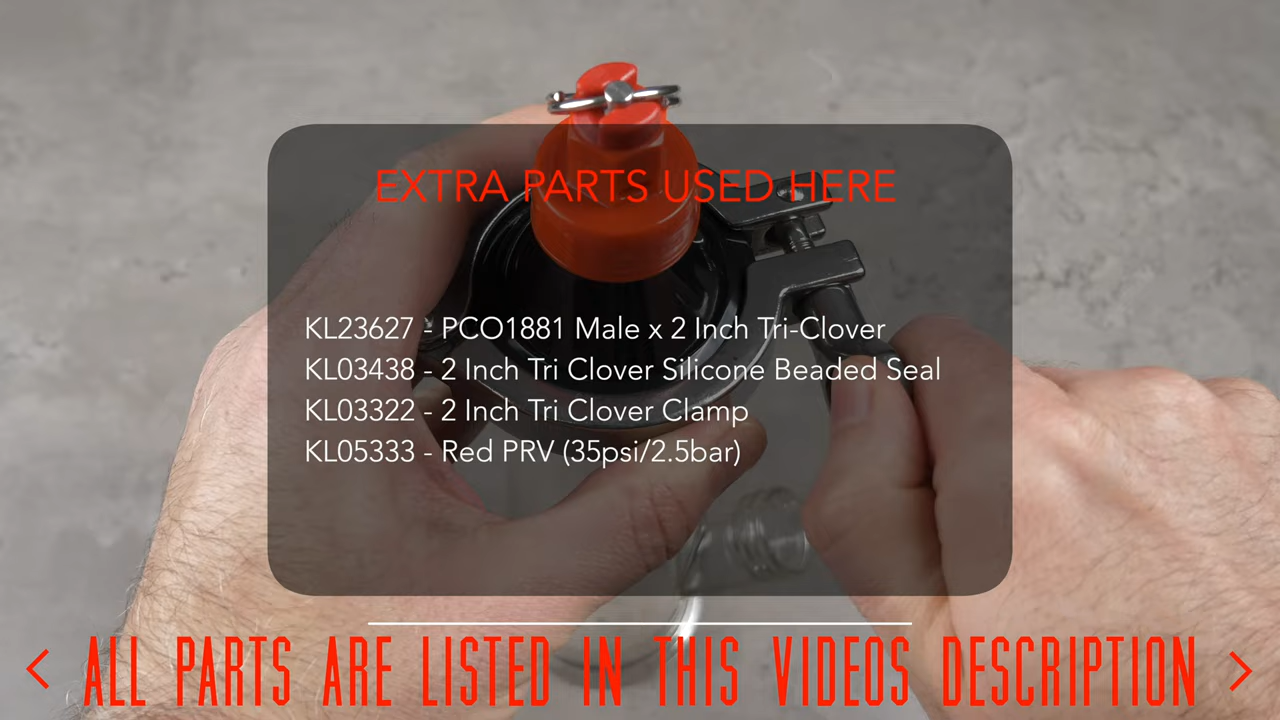 EXTRA PARTS USED HERE
KL23627 - PCO1881 Male x 2 Inch Tri-Clover
KL03438 - 2 Inch Tri Clover Silicone Beaded Seal
KL03322 - 2 Inch Tri Clover Clamp
KL05333 - Red PRV (35psi/2.5bar)
< ALL PARTS ARE LISTED IN THIS VIDEOS DESCRIPTION >